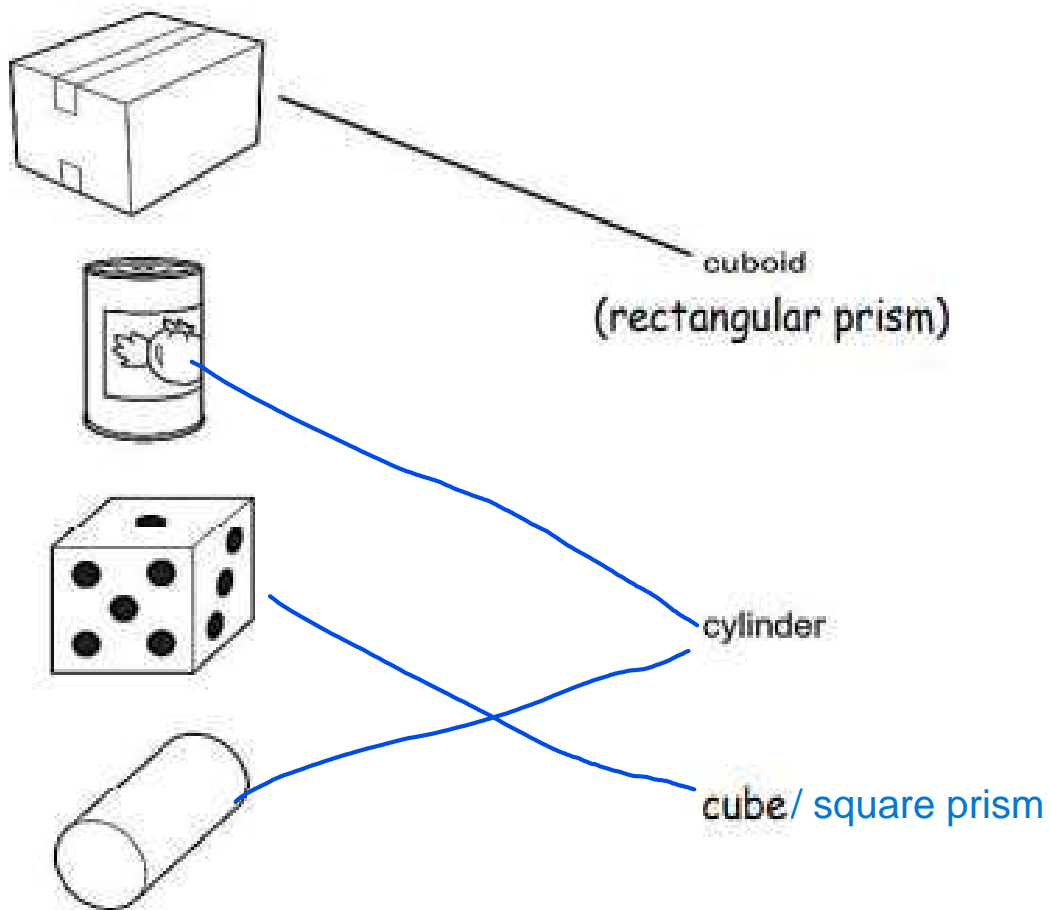 cuboid
(rectangular prism)
cylinder
cube/ square prism